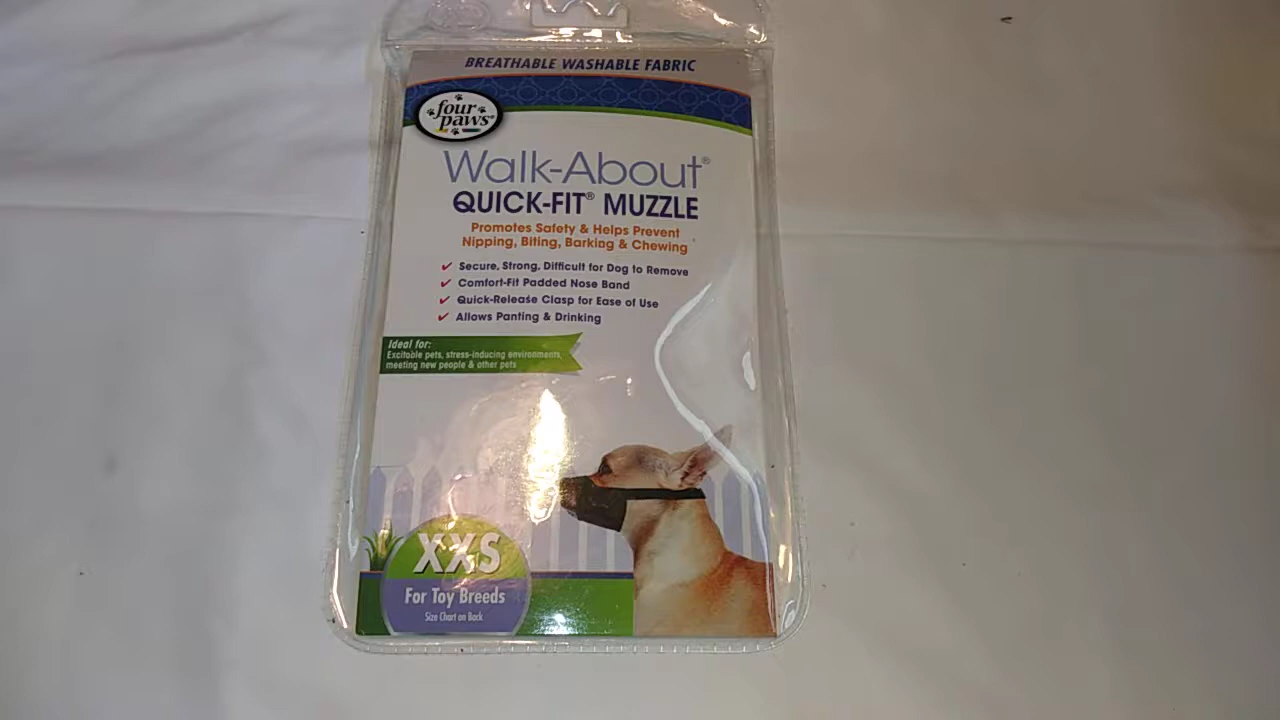 BREATHABLE WASHABLE FABRIC
four
paws®
Walk-About®
QUICK-FIT® MUZZLE
Promotes Safety & Helps Prevent
Nipping, Biting, Barking & Chewing
✓ Secure, Strong, Difficult for Dog to Remove
✓ Comfort-Fit Padded Nose Band
✓ Quick-Release Clasp for Ease of Use
✓ Allows Panting & Drinking
Ideal for:
Excitable pets, stress-inducing environments,
meeting new people & other pets
XXS
For Toy Breeds
Size Chart on Back